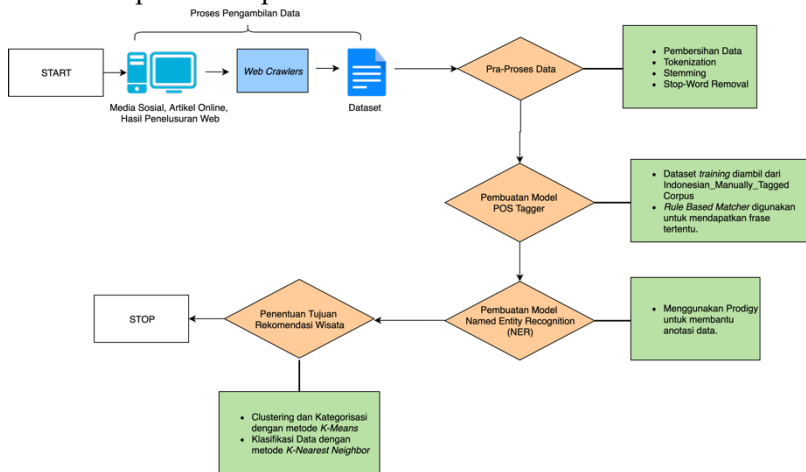 Proses Pengambilan Data
START
Web Crawlers
Media Sosial, Artikel Online,
Hasil Penelusuran Web
Dataset
Pra-Proses Data
• Pembersihan Data
• Tokenization
• Stemming
• Stop-Word Removal
Pembuatan Model
POS Tagger
• Dataset training diambil dari
Indonesian_Manually_Tagged
Corpus
• Rule Based Matcher digunakan
untuk mendapatkan frase
tertentu.
Pembuatan Model
Named Entity Recognition
(NER)
• Menggunakan Prodigy
untuk membantu
anotasi data.
Penentuan Tujuan
Rekomendasi Wisata
STOP
• Clustering dan Kategorisasi
dengan metode K-Means
• Klasifikasi Data dengan
metode K-Nearest Neighbor